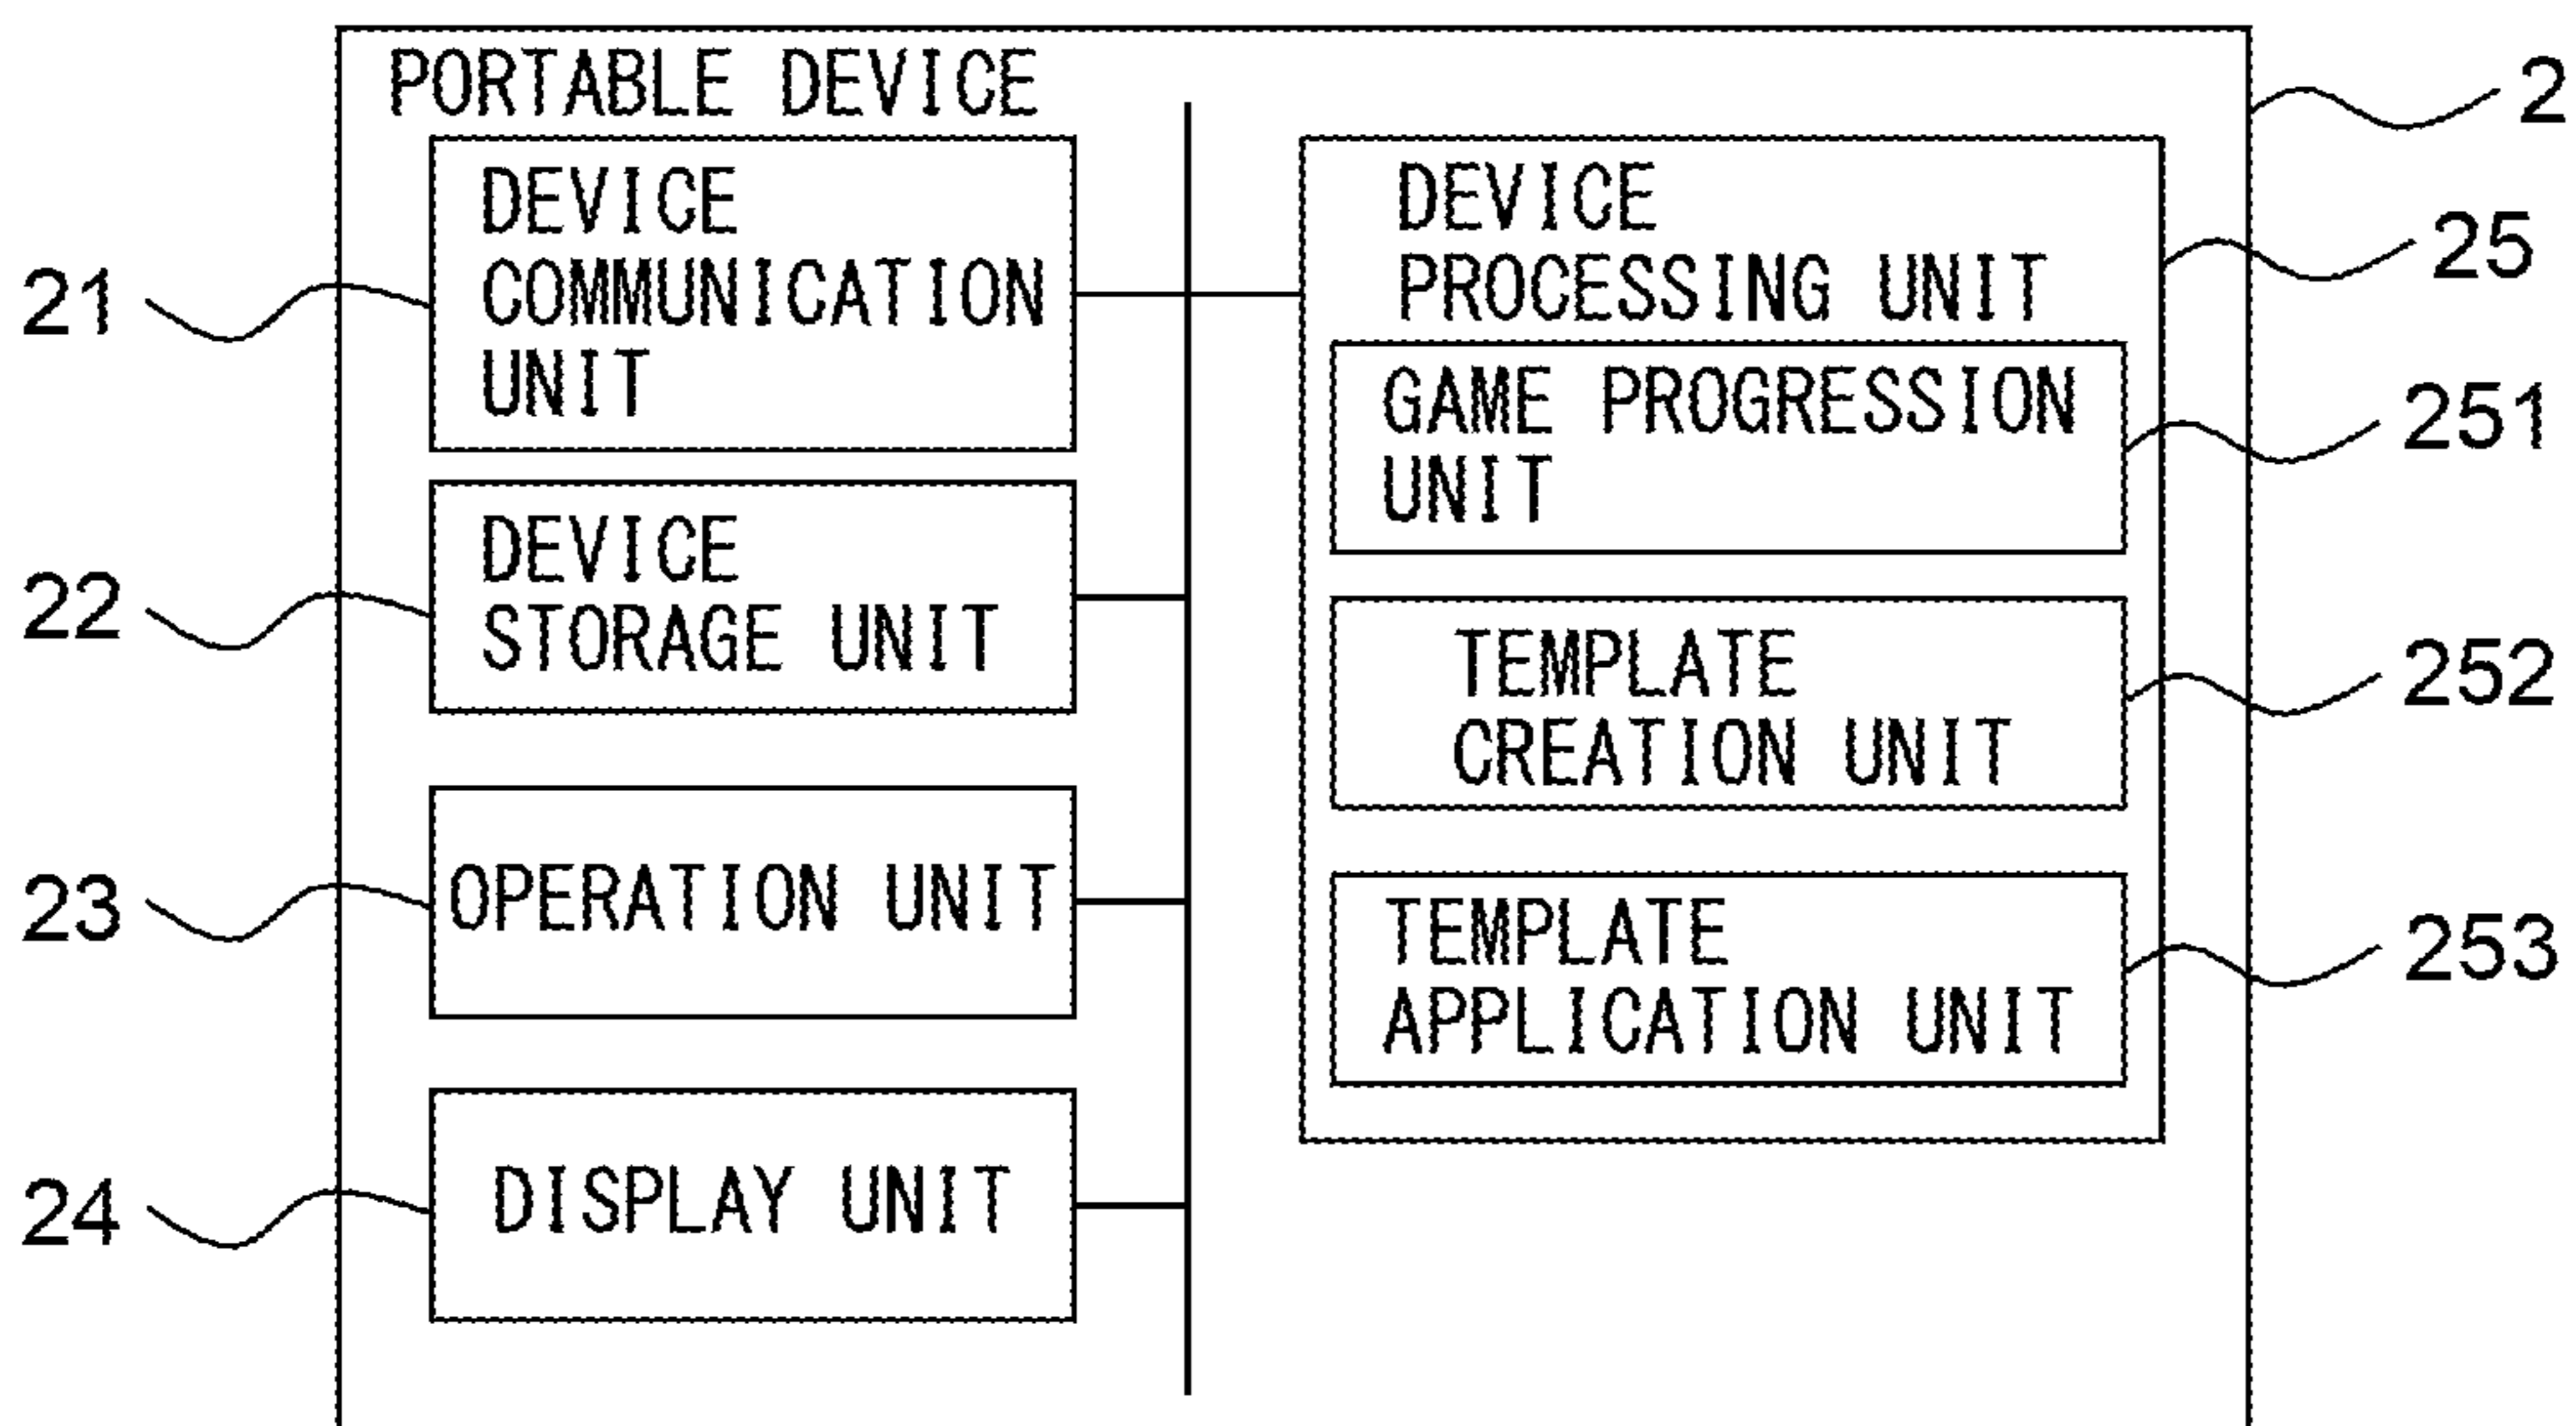 PORTABLE DEVICE
2
DEVICE
COMMUNICATION
UNIT
21
DEVICE
STORAGE UNIT
22
OPERATION UNIT
23
DISPLAY UNIT
24
DEVICE
PROCESSING UNIT
25
GAME PROGRESSION
UNIT
251
TEMPLATE
CREATION UNIT
252
TEMPLATE
APPLICATION UNIT
253